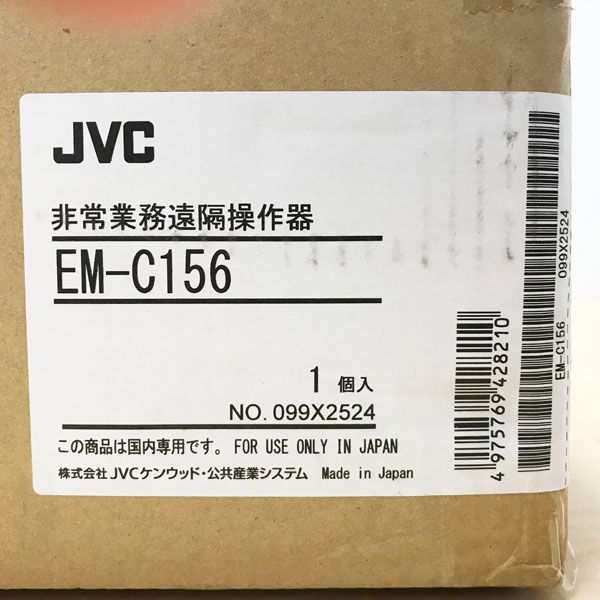 JVC
非常業務遠隔操作器
EM-C156
1 個入
NO. 099X2524
この商品は国内専用です。 FOR USE ONLY IN JAPAN
株式会社JVCケンウッド・公共産業システム Made in Japan
4 975769 428210
EM-C156 099X2524